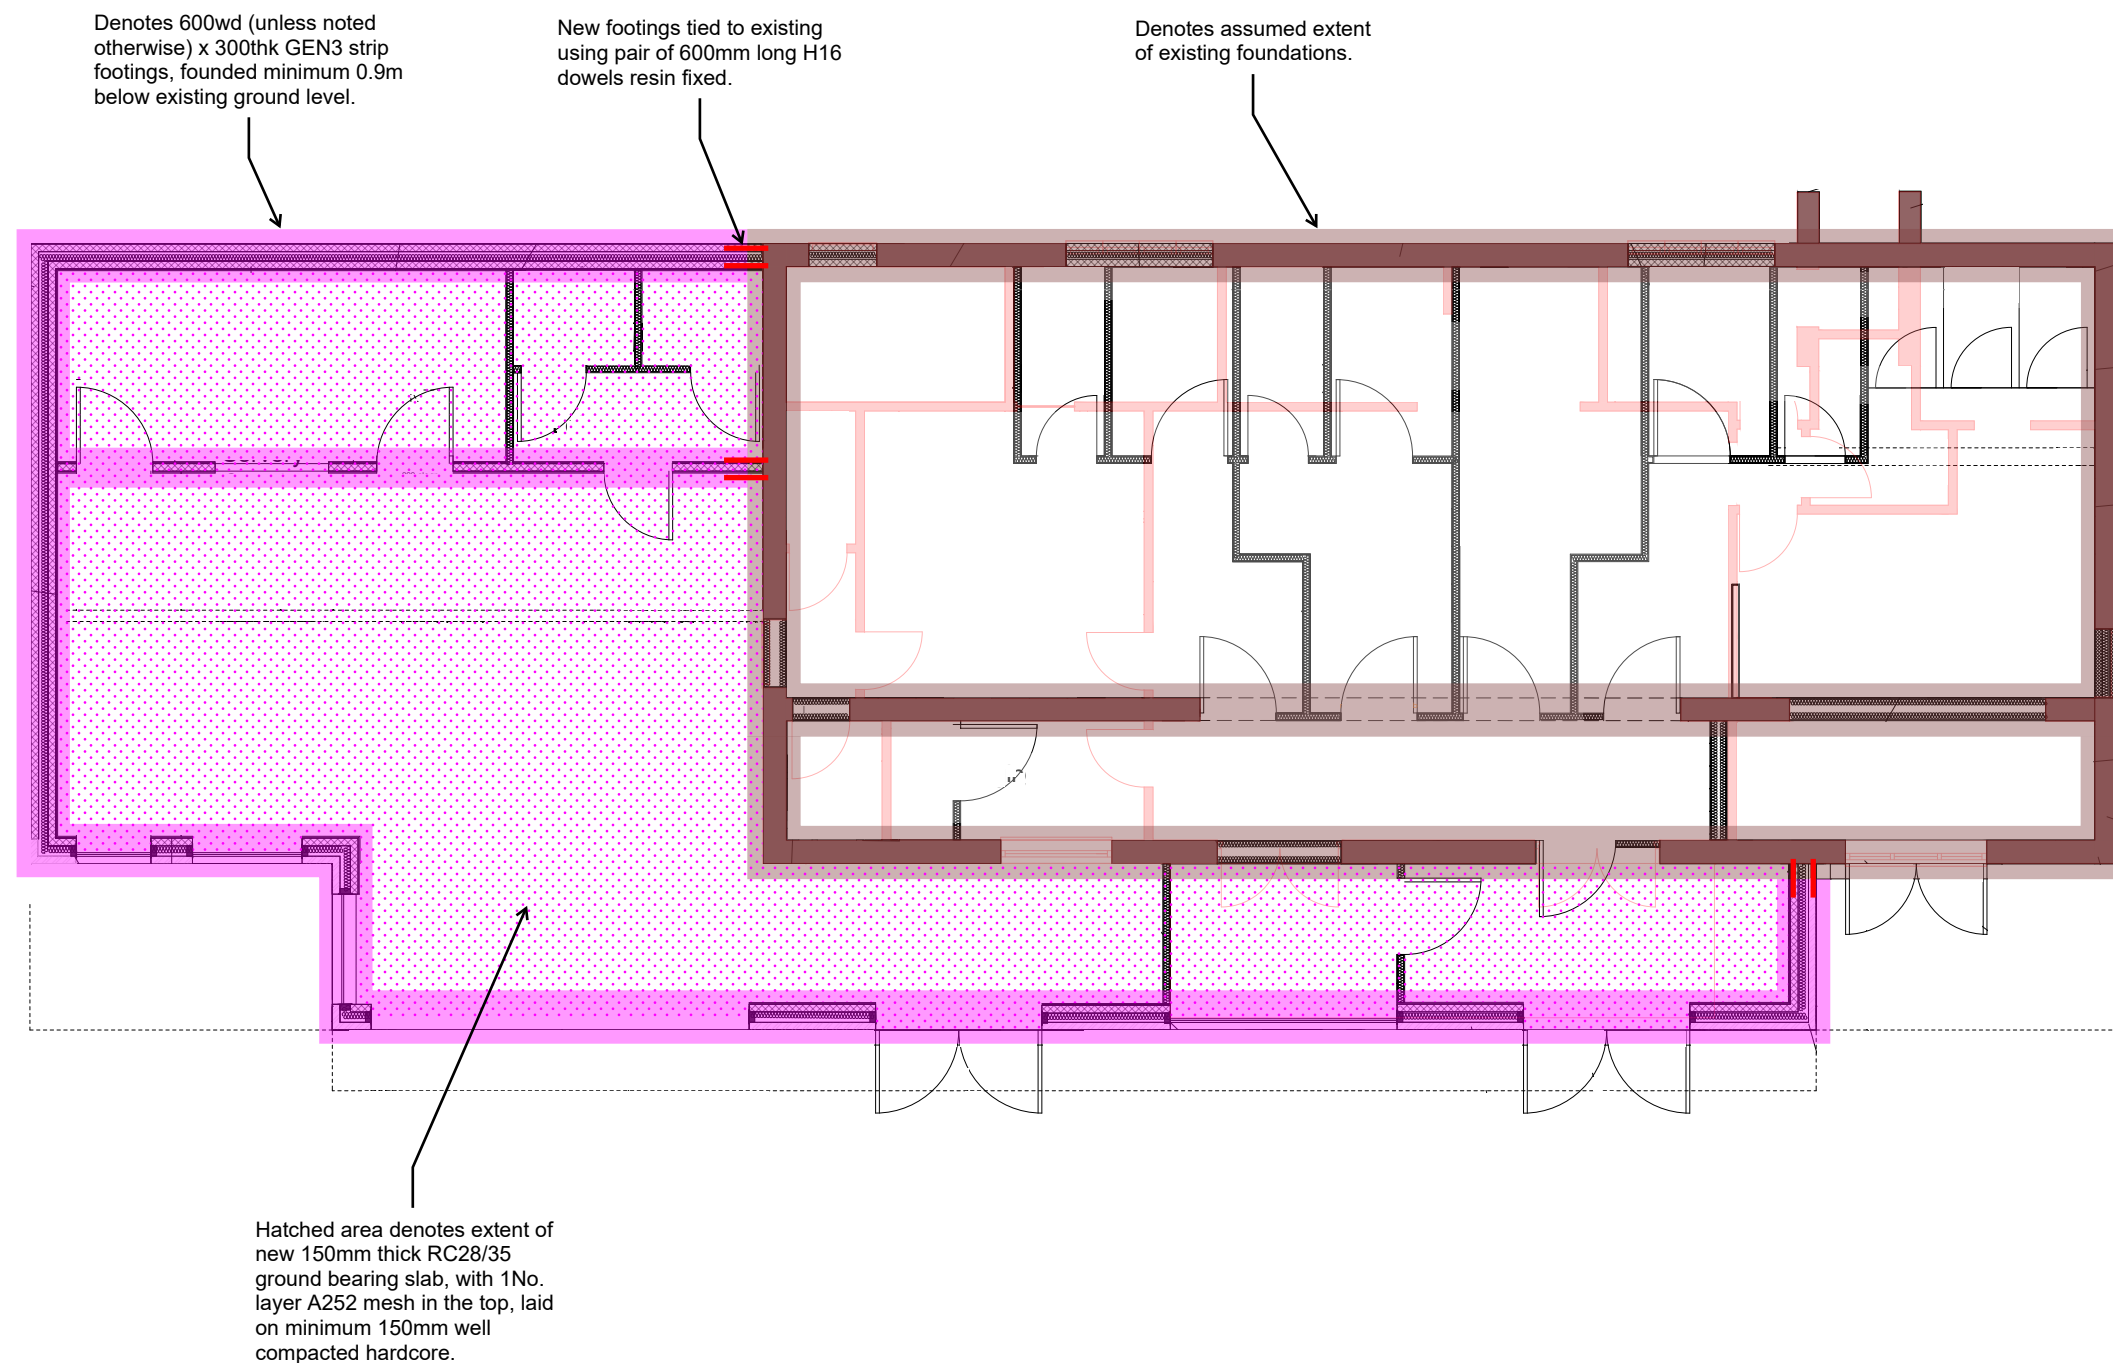 Denotes 600wd (unless noted
otherwise) x 300thk GEN3 strip
footings, founded minimum 0.9m
below existing ground level.
New footings tied to existing
using pair of 600mm long H16
dowels resin fixed.
Denotes assumed extent
of existing foundations.
Hatched area denotes extent of
new 150mm thick RC28/35
ground bearing slab, with 1No.
layer A252 mesh in the top, laid
on minimum 150mm well
compacted hardcore.